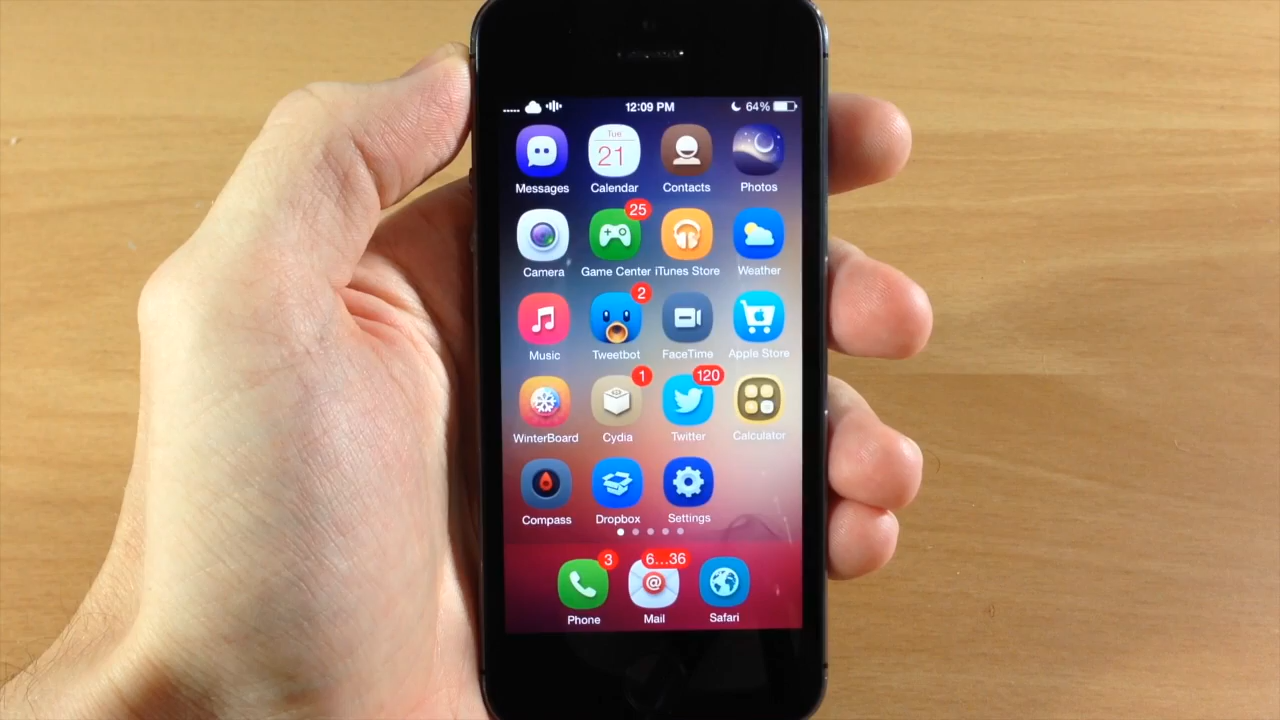 12:09 PM 64%
Tue
21
Messages Calendar Contacts Photos
25
Camera Game Center iTunes Store Weather
2
Music Tweetbot FaceTime Apple Store
1 120
WinterBoard Cydia Twitter Calculator
Compass Dropbox Settings
3 6...36
@
Phone Mail Safari